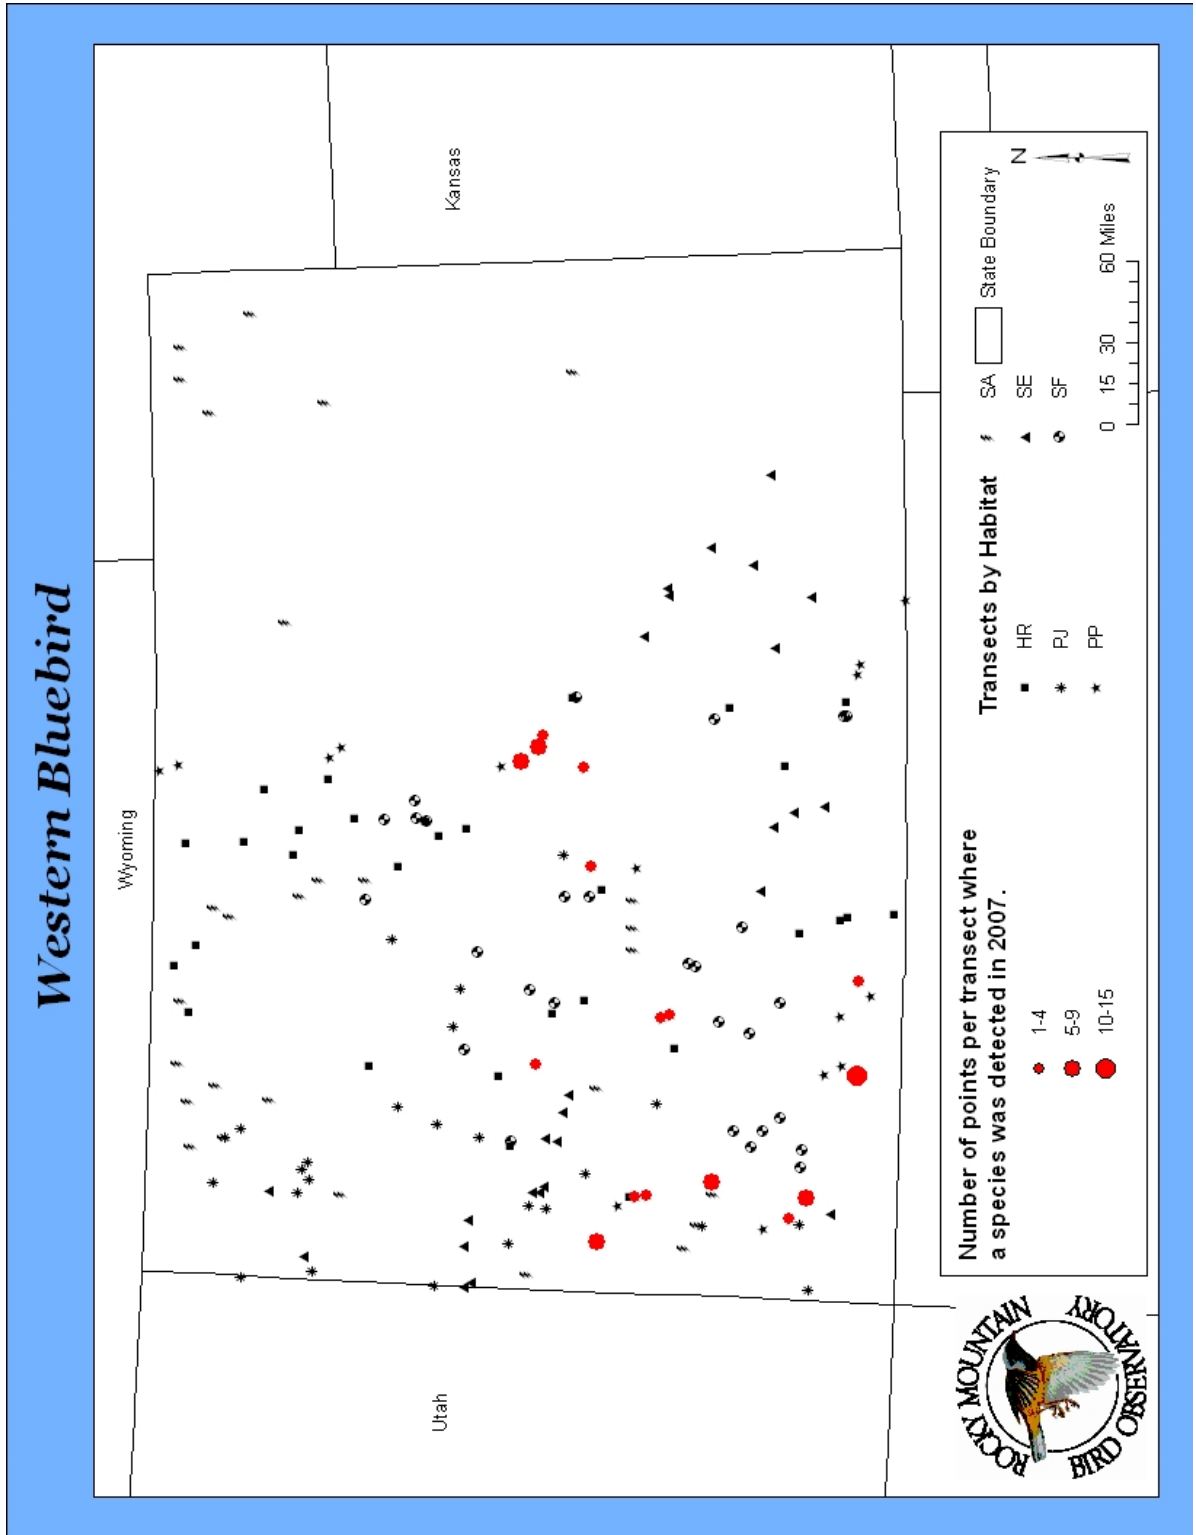 Western Bluebird
Wyoming
Utah
Kansas
Number of points per transect where
a species was detected in 2007.
1-4
5-9
10-15
Transects by Habitat
HR
PJ
PP
SA
SE
SF
State Boundary
N
0 15 30 60 Miles
ROCKY MOUNTAIN
BIRD OBSERVATORY